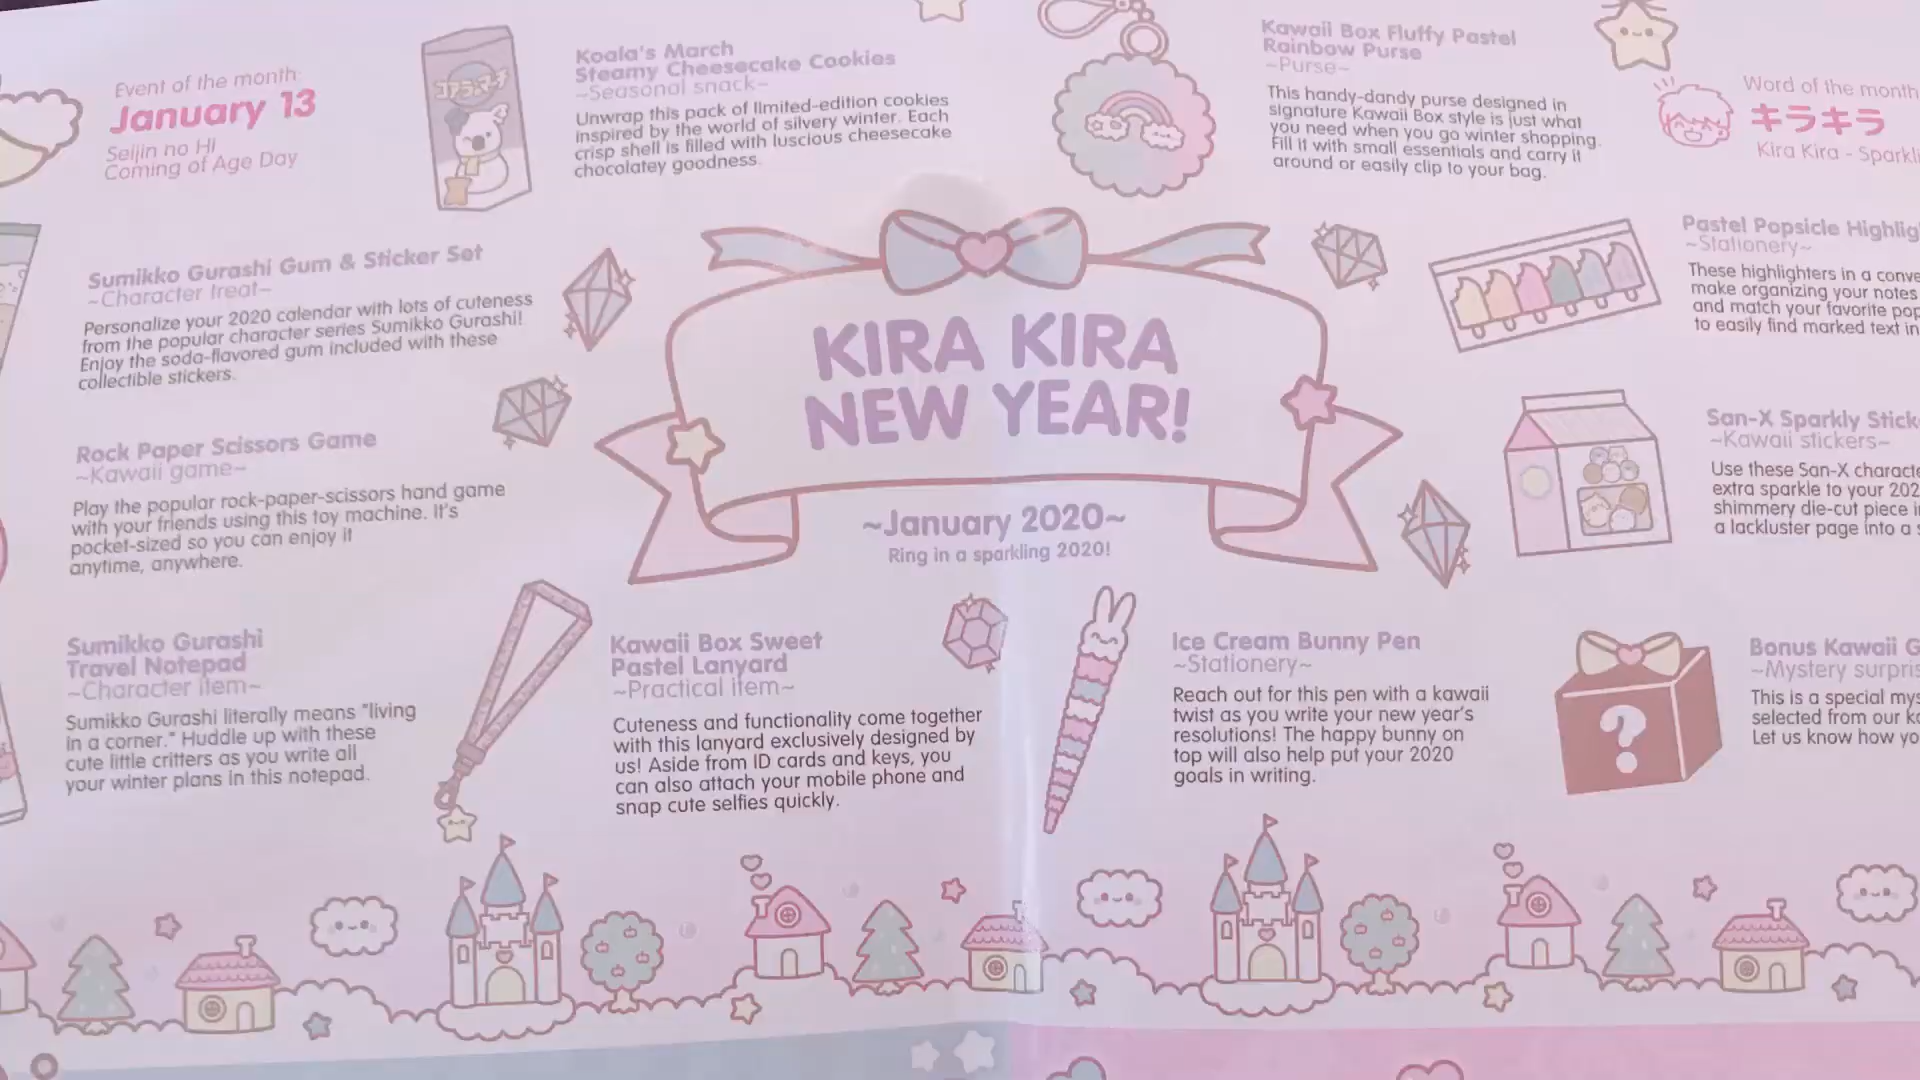 Event of the month
January 13
Seijin no Hi
Coming of Age Day
コアラのマーチ
Koala's March
Steamy Cheesecake Cookies
~Seasonal snack~
Unwrap this pack of limited-edition cookies
inspired by the world of silvery winter. Each
crisp shell is filled with luscious cheesecake
chocolatey goodness.
Kawaii Box Fluffy Pastel
Rainbow Purse
~Purse~
This handy-dandy purse designed in
signature Kawaii Box style is just what
you need when you go winter shopping.
Fill it with small essentials and carry it
around or easily clip to your bag.
Word of the month
キラキラ
Kira Kira - Sparkli
Sumikko Gurashi Gum & Sticker Set
~Character treat~
Personalize your 2020 calendar with lots of cuteness
from the popular character series Sumikko Gurashi!
Enjoy the soda-flavored gum included with these
collectible stickers.
KIRA KIRA
NEW YEAR!
~January 2020~
Ring in a sparkling 2020!
Pastel Popsicle Highlig
~Stationery~
These highlighters in a conve
make organizing your notes
and match your favorite pop
to easily find marked text in
Rock Paper Scissors Game
~Kawaii game~
Play the popular rock-paper-scissors hand game
with your friends using this toy machine. It's
pocket-sized so you can enjoy it
anytime, anywhere.
San-X Sparkly Stick
~Kawaii stickers~
Use these San-X characte
extra sparkle to your 202
shimmery die-cut piece i
a lackluster page into a s
Sumikko Gurashi
Travel Notepad
~Character item~
Sumikko Gurashi literally means "living
in a corner." Huddle up with these
cute little critters as you write all
your winter plans in this notepad.
Kawaii Box Sweet
Pastel Lanyard
~Practical item~
Cuteness and functionality come together
with this lanyard exclusively designed by
us! Aside from ID cards and keys, you
can also attach your mobile phone and
snap cute selfies quickly.
Ice Cream Bunny Pen
~Stationery~
Reach out for this pen with a kawaii
twist as you write your new year's
resolutions! The happy bunny on
top will also help put your 2020
goals in writing.
?
Bonus Kawaii G
~Mystery surpris
This is a special mys
selected from our ka
Let us know how yo